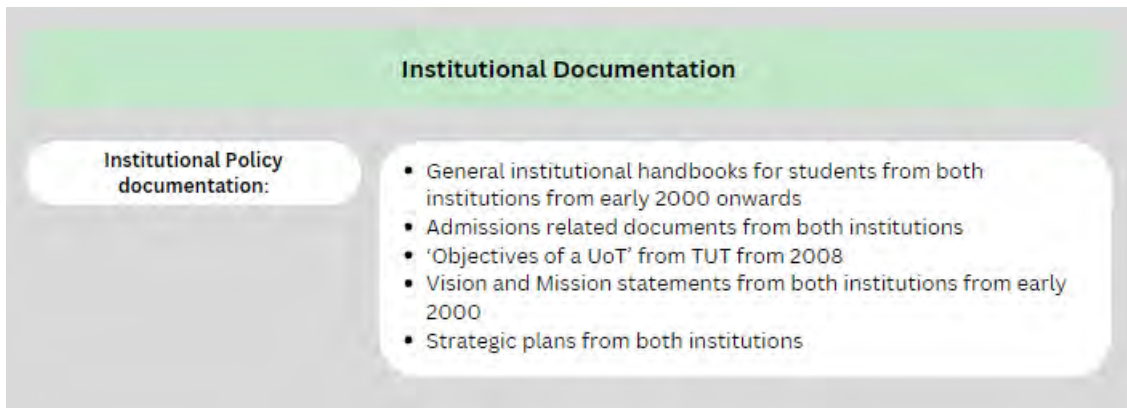 Institutional Documentation
Institutional Policy
documentation:
• General institutional handbooks for students from both
institutions from early 2000 onwards
• Admissions related documents from both institutions
• ‘Objectives of a UoT’ from TUT from 2008
• Vision and Mission statements from both institutions from early
2000
• Strategic plans from both institutions